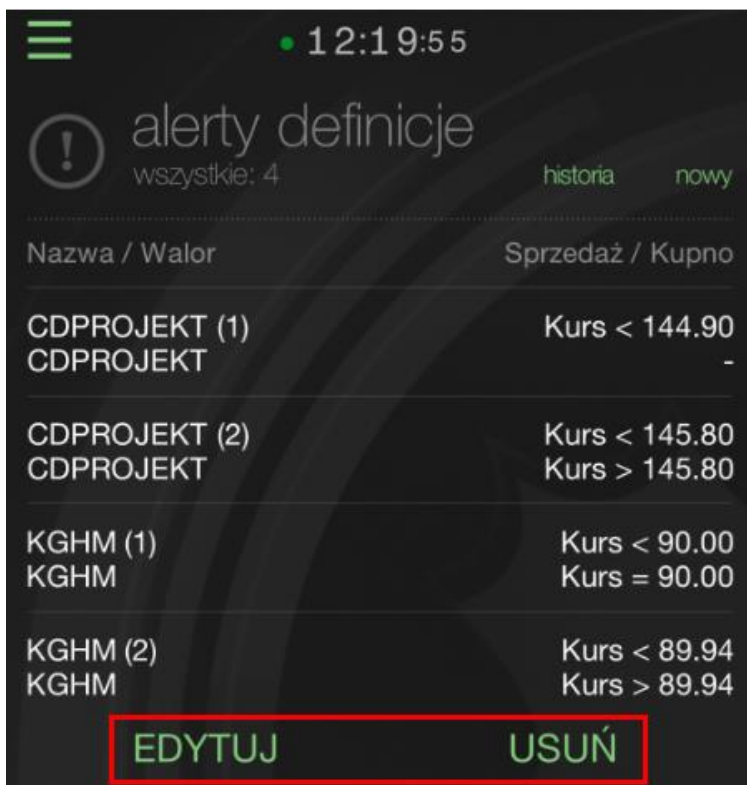 12:19:55
alerty definicje
wszystkie: 4
historia nowy
Nazwa / Walor Sprzedaż / Kupno
CDPROJEKT (1) Kurs < 144.90
CDPROJEKT -
CDPROJEKT (2) Kurs < 145.80
CDPROJEKT Kurs > 145.80
KGHM (1) Kurs < 90.00
KGHM Kurs = 90.00
KGHM (2) Kurs < 89.94
KGHM Kurs > 89.94
EDYTUJ USUŃ